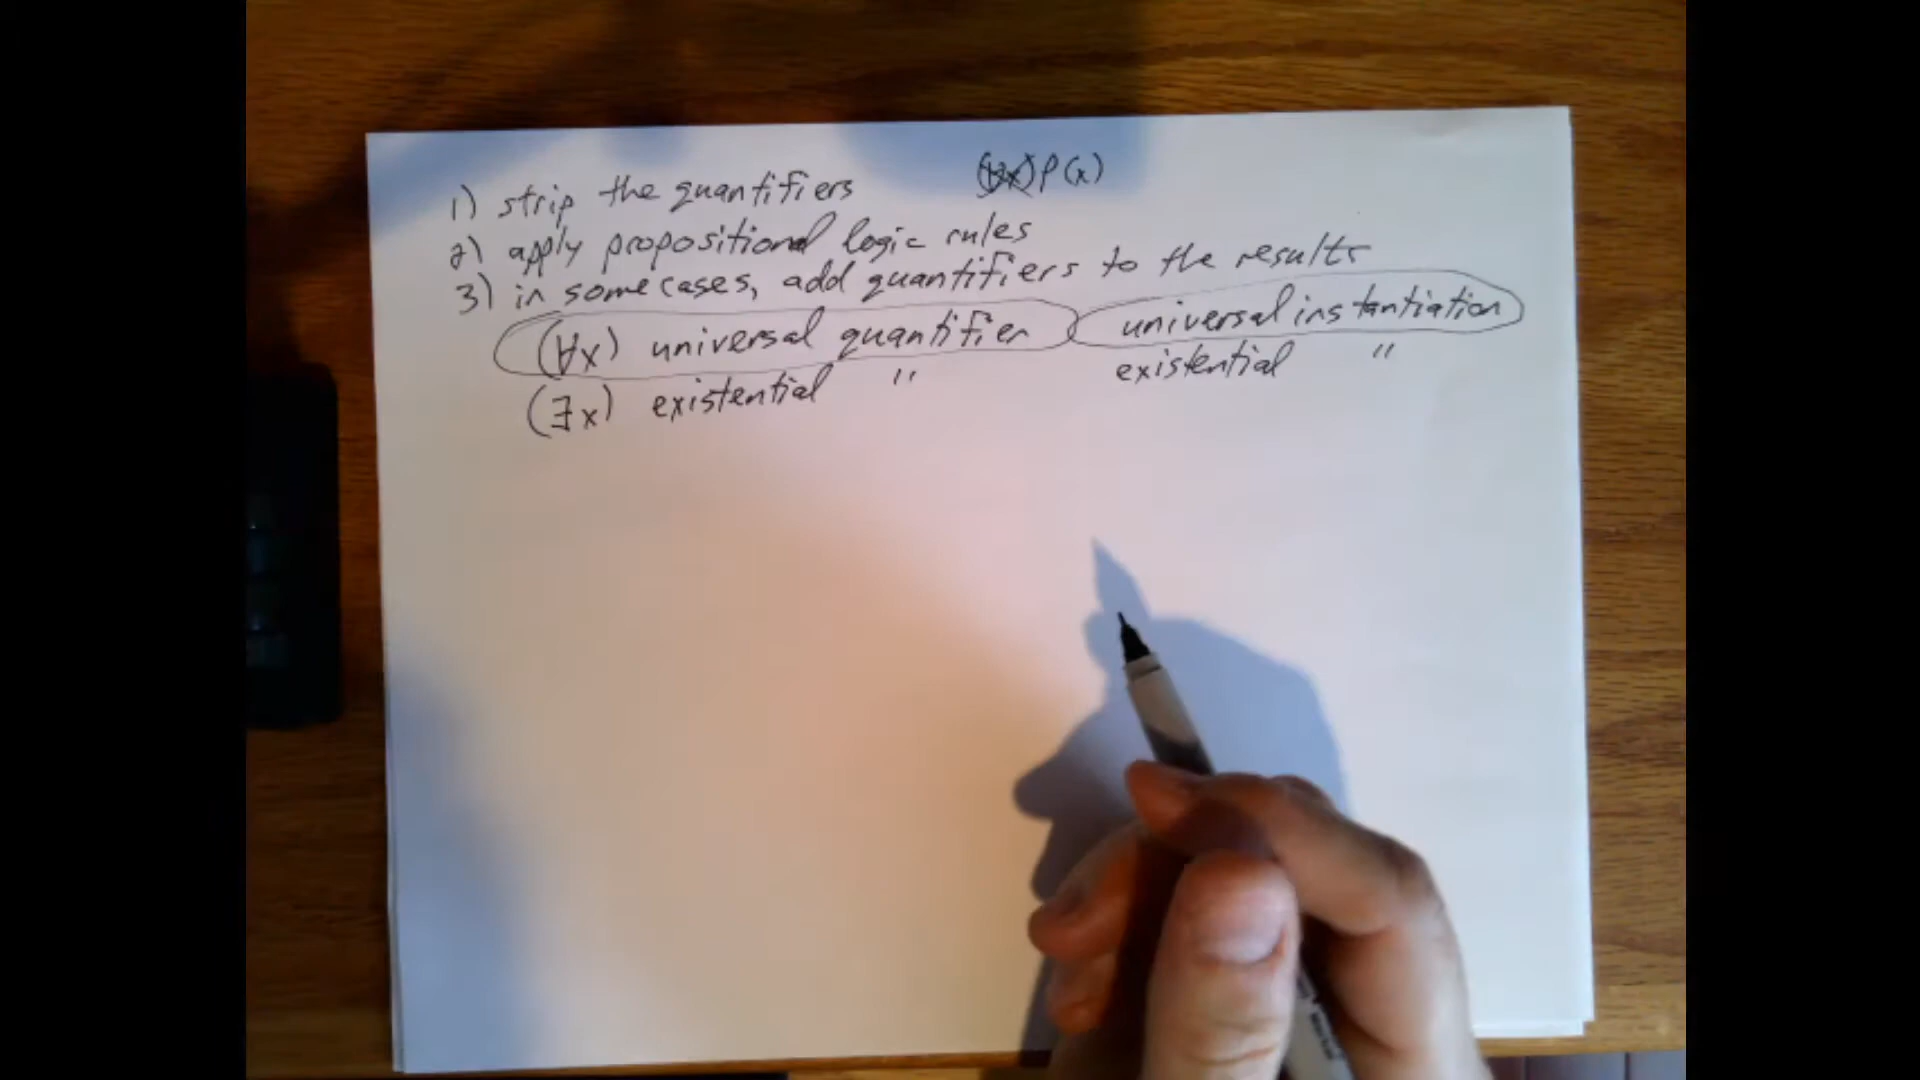 1) strip the quantifiers (∀x) P(x)
2) apply propositional logic rules
3) in some cases, add quantifiers to the results
(∀x) universal quantifier universal instantiation
(∃x) existential " existential "